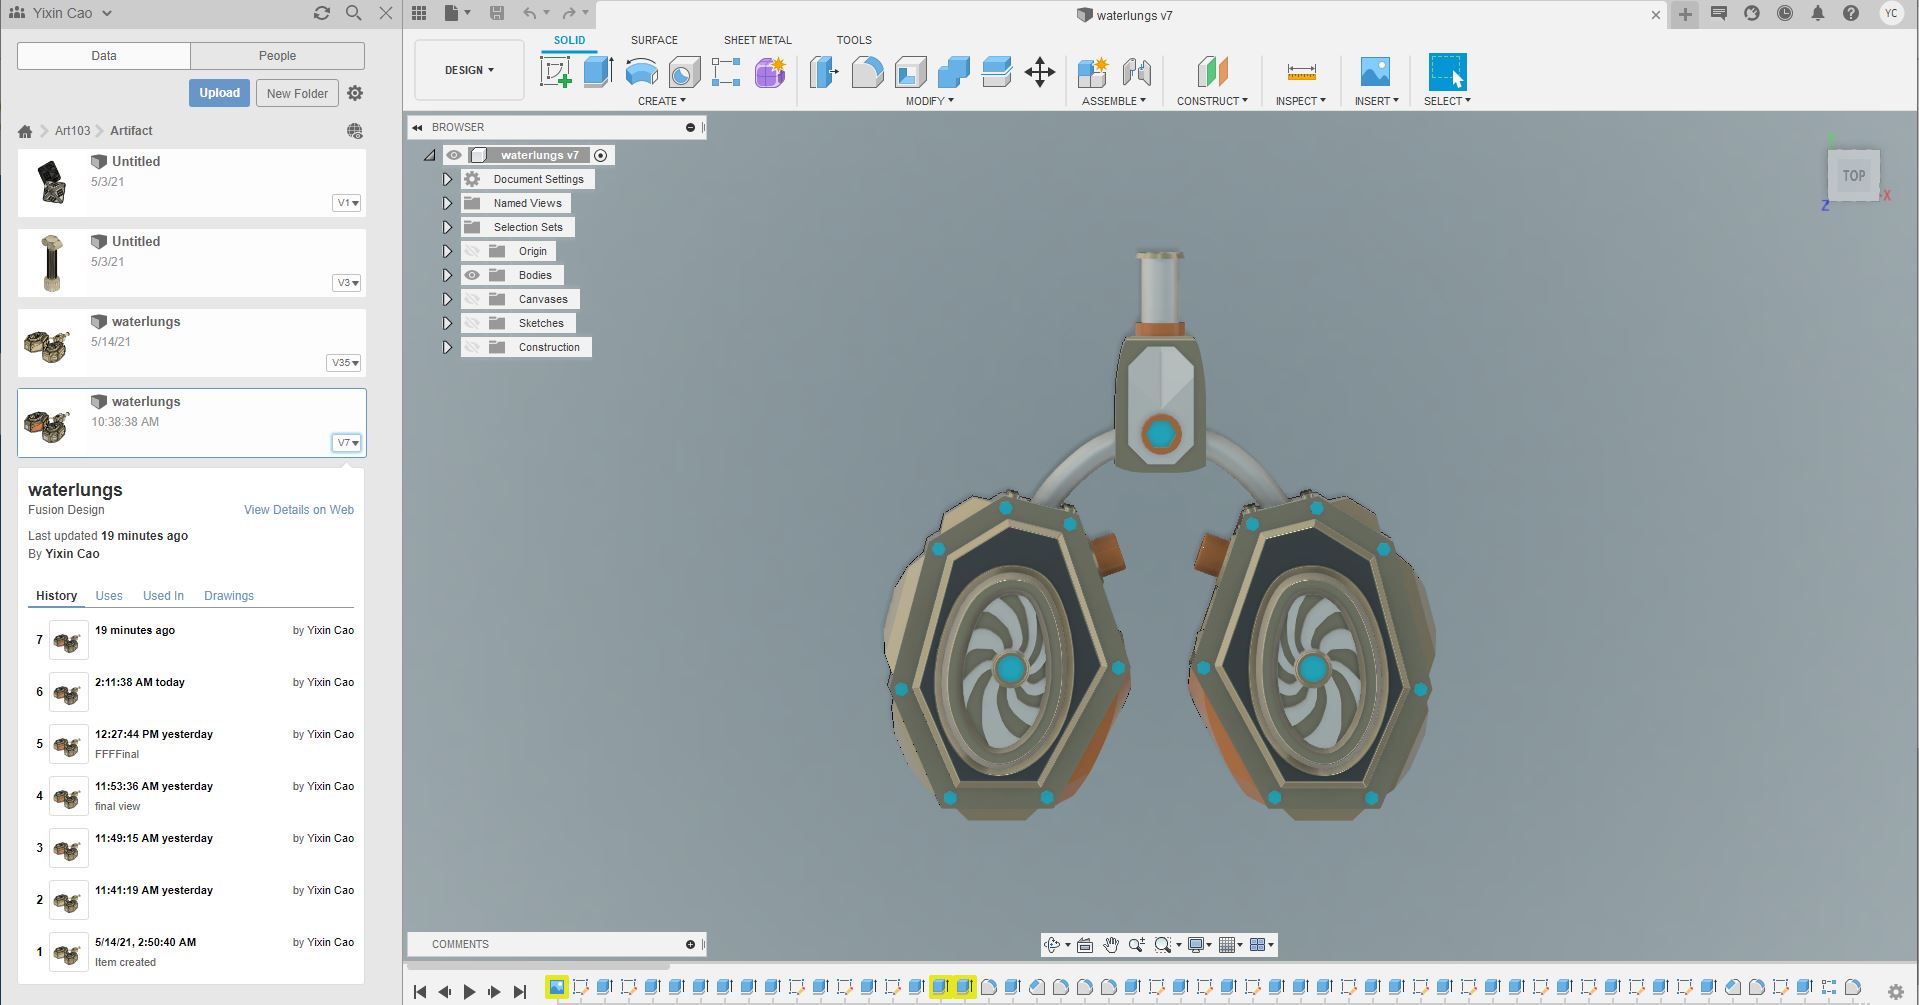 Yixin Cao
waterlungs v7
YC
Data
People
Upload
New Folder
Art103
Artifact
Untitled
5/3/21
V1
Untitled
5/3/21
V3
waterlungs
5/14/21
V35
waterlungs
10:38:38 AM
V7
waterlungs
Fusion Design
View Details on Web
Last updated 19 minutes ago
By Yixin Cao
History Uses Used In Drawings
7 19 minutes ago by Yixin Cao
6 2:11:38 AM today by Yixin Cao
5 12:27:44 PM yesterday by Yixin Cao
FFFFinal
4 11:53:36 AM yesterday by Yixin Cao
final view
3 11:49:15 AM yesterday by Yixin Cao
2 11:41:19 AM yesterday by Yixin Cao
1 5/14/21, 2:50:40 AM by Yixin Cao
Item created
SOLID SURFACE SHEET METAL TOOLS
DESIGN
CREATE MODIFY ASSEMBLE CONSTRUCT INSPECT INSERT SELECT
BROWSER
waterlungs v7
Document Settings
Named Views
Selection Sets
Origin
Bodies
Canvases
Sketches
Construction
TOP
X
Z
COMMENTS